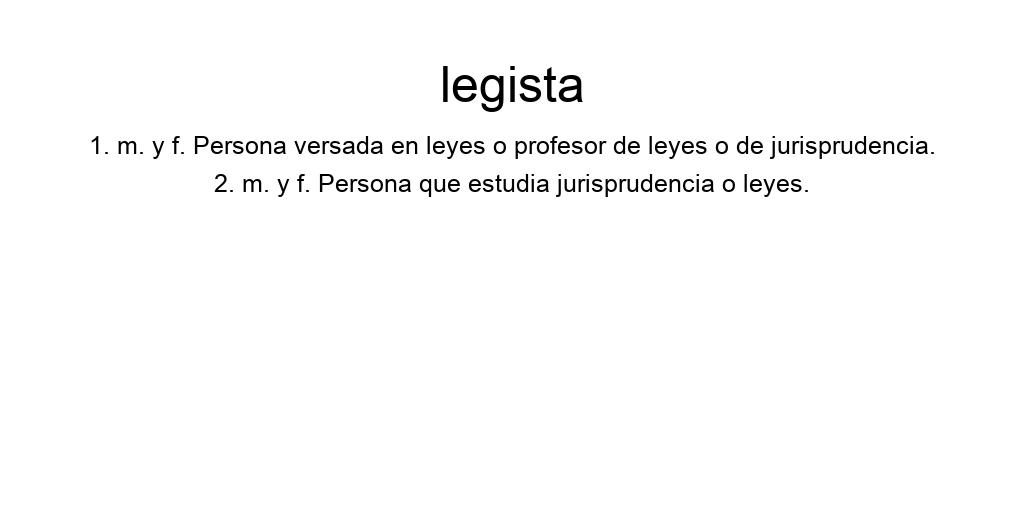 legista
1. m. y f. Persona versada en leyes o profesor de leyes o de jurisprudencia.
2. m. y f. Persona que estudia jurisprudencia o leyes.